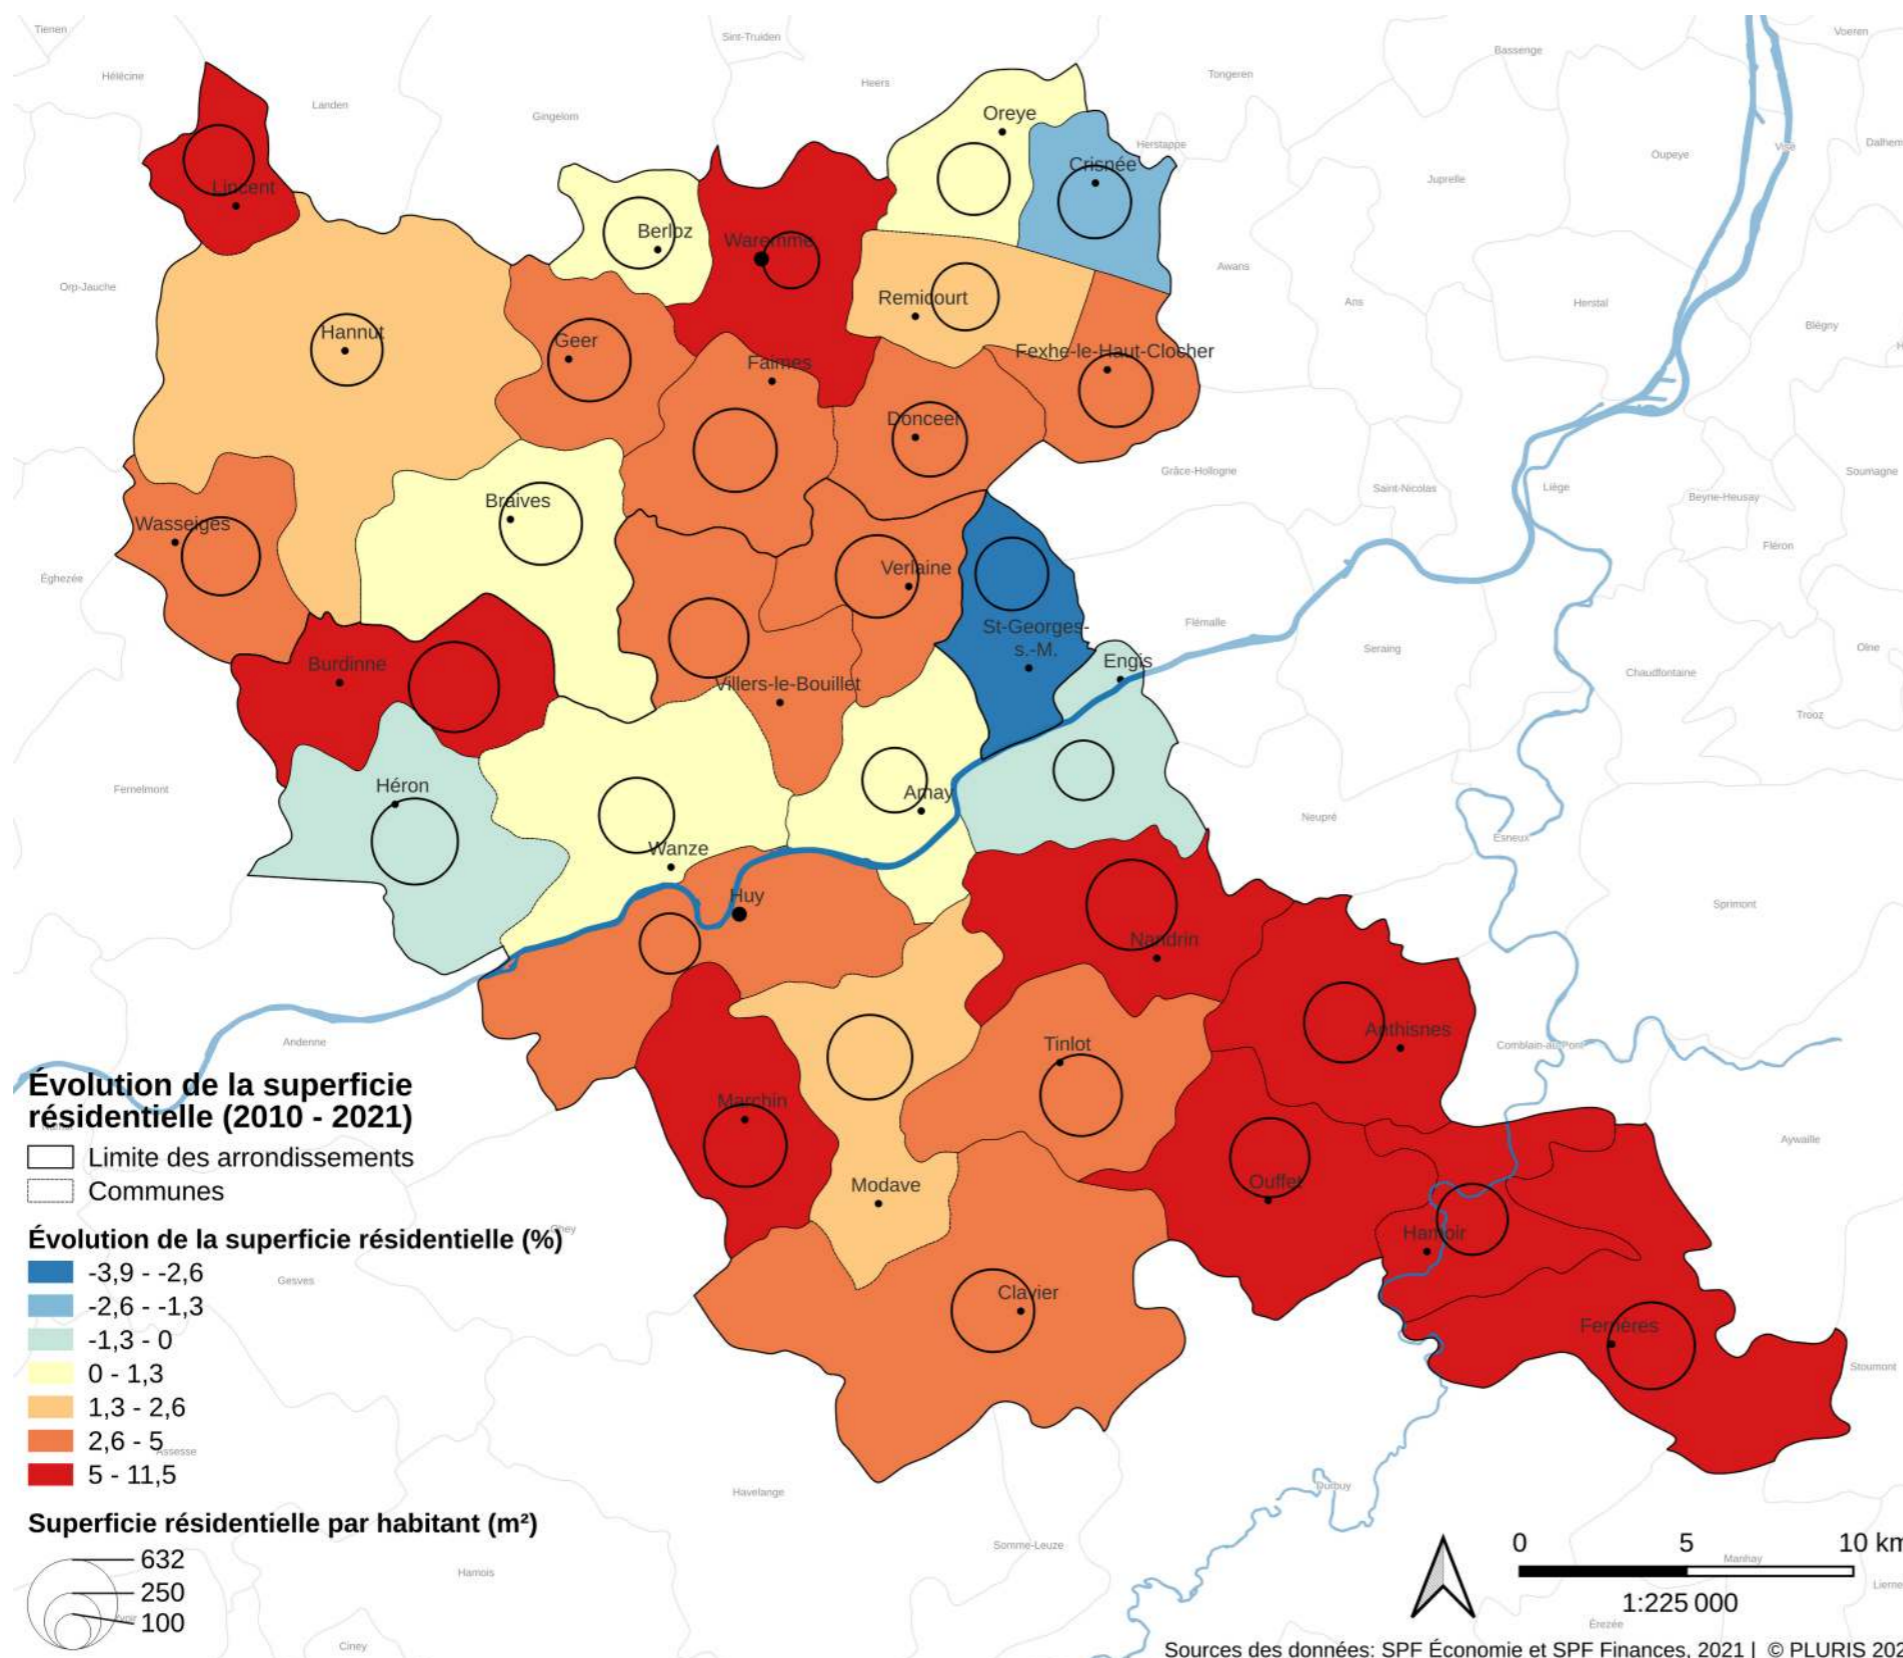 Tienen
Sint-Truiden
Bassenge
Voeren
Hélécine
Heers
Tongeren
Landen
Gingelom
Oreye
Herstappe
Crisnée
Oupeye
Visé
Dalhem
Juprelle
Lincent
Berloz
Waremme
Awans
Orp-Jauche
Remicourt
Ans
Herstal
Blégny
Hannut
Geer
Faimes
Fexhe-le-Haut-Clocher
Donceel
Grâce-Hollogne
Saint-Nicolas
Liège
Beyne-Heusay
Soumagne
Braives
Wasseiges
Fléron
Éghezée
Verlaine
St-Georges-
s.-M.
Flémalle
Seraing
Olne
Engis
Burdinne
Chaudfontaine
Villers-le-Bouillet
Trooz
Fernelmont
Héron
Amay
Neupré
Esneux
Wanze
Huy
Sprimont
Nandrin
Anthisnes
Andenne
Tinlot
Comblain-au-Pont
Évolution de la superficie
résidentielle (2010 - 2021)
Marchin
Aywaille
Limite des arrondissements
Communes
Modave
Ouffet
Ohey
Hamoir
Évolution de la superficie résidentielle (%)
-3,9 - -2,6
-2,6 - -1,3
-1,3 - 0
0 - 1,3
1,3 - 2,6
2,6 - 5
5 - 11,5
Gesves
Clavier
Ferrières
Stoumont
Assesse
Havelange
Durbuy
Superficie résidentielle par habitant (m²)
632
250
100
Somme-Leuze
Hamois
Ciney
0 5 10 km
Manhay
1:225 000
Érezée
Sources des données: SPF Économie et SPF Finances, 2021 | © PLURIS 202